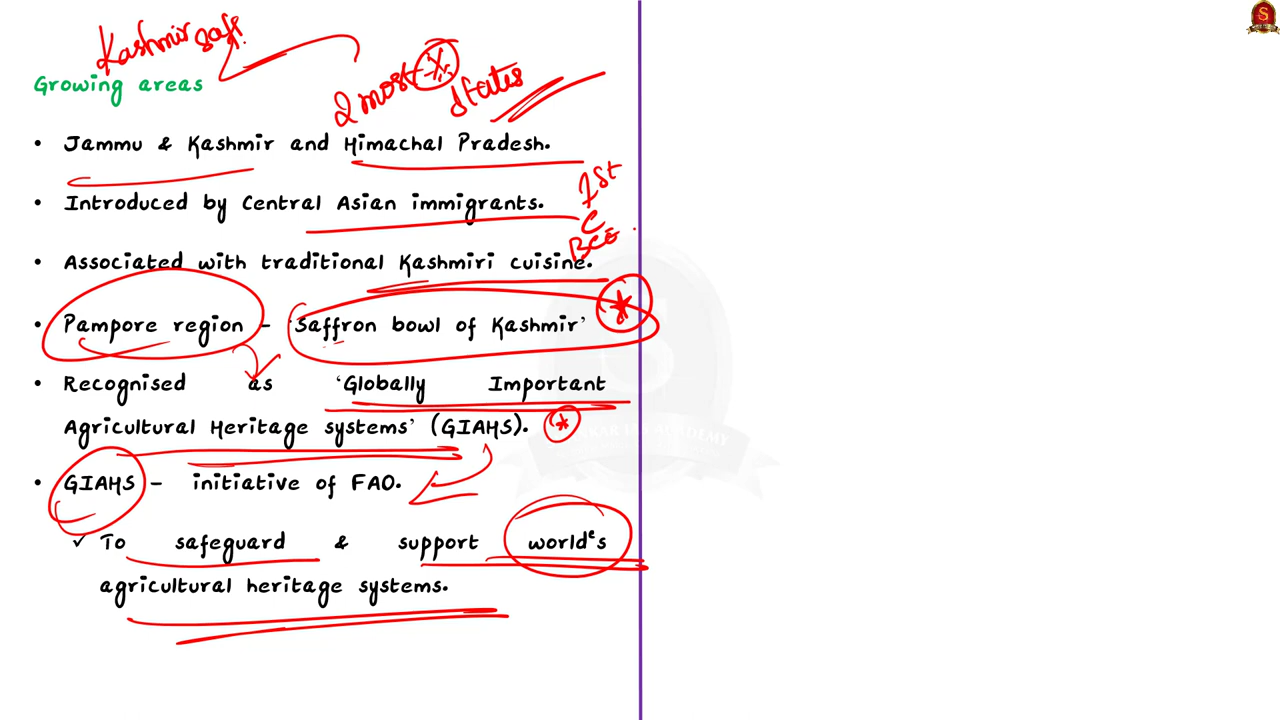 Kashmir saff.
2 most imp. states
Growing areas
• Jammu & Kashmir and Himachal Pradesh.
• Introduced by Central Asian immigrants.
1st
C
BCE
• Associated with traditional Kashmiri cuisine.
• Pampore region – 'Saffron bowl of Kashmir'
• Recognised as 'Globally Important
Agricultural Heritage systems' (GIAHS).
• GIAHS – initiative of FAO.
✓ To safeguard & support world's
agricultural heritage systems.